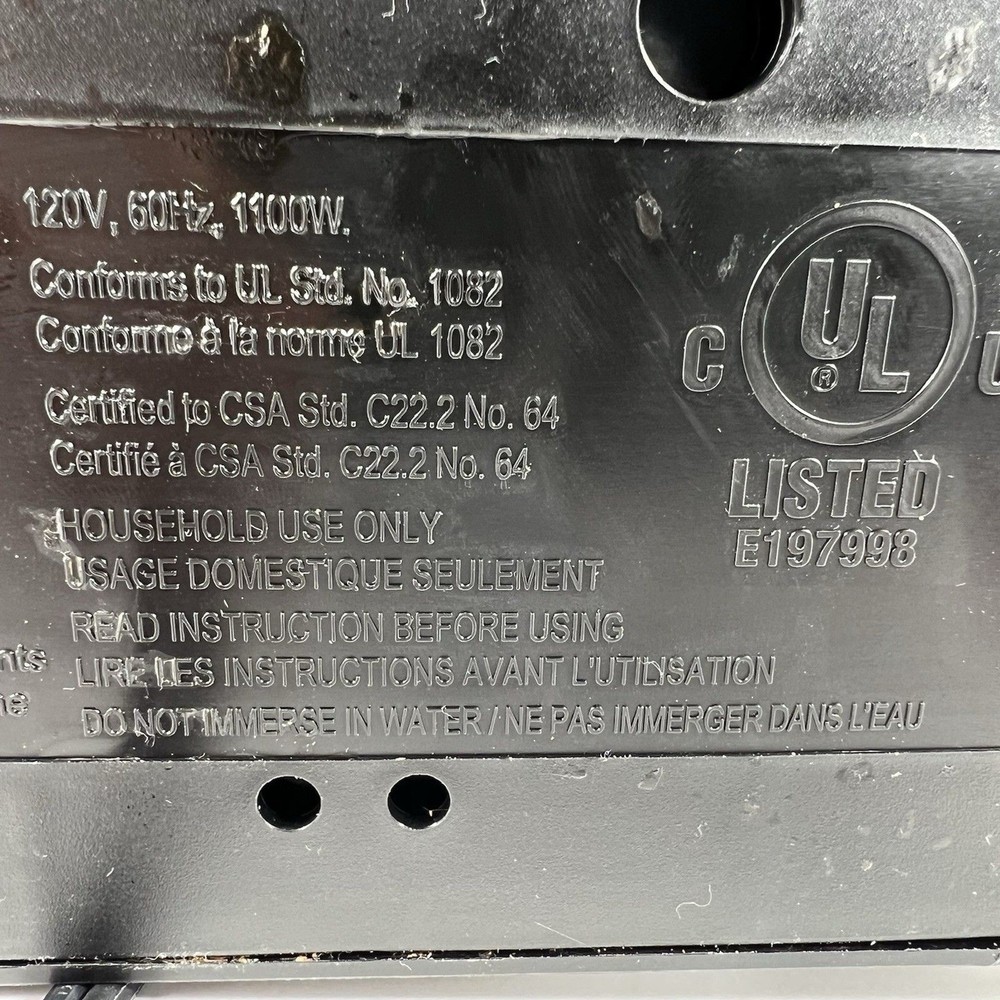 120V, 60Hz, 1100W.
Conforms to UL Std. No. 1082
Conforme à la norme UL 1082
Certified to CSA Std. C22.2 No. 64
Certifié à CSA Std. C22.2 No. 64
HOUSEHOLD USE ONLY
USAGE DOMESTIQUE SEULEMENT
READ INSTRUCTION BEFORE USING
LIRE LES INSTRUCTIONS AVANT L'UTILISATION
DO NOT IMMERSE IN WATER / NE PAS IMMERGER DANS L'EAU
C UL ®
LISTED
E197998